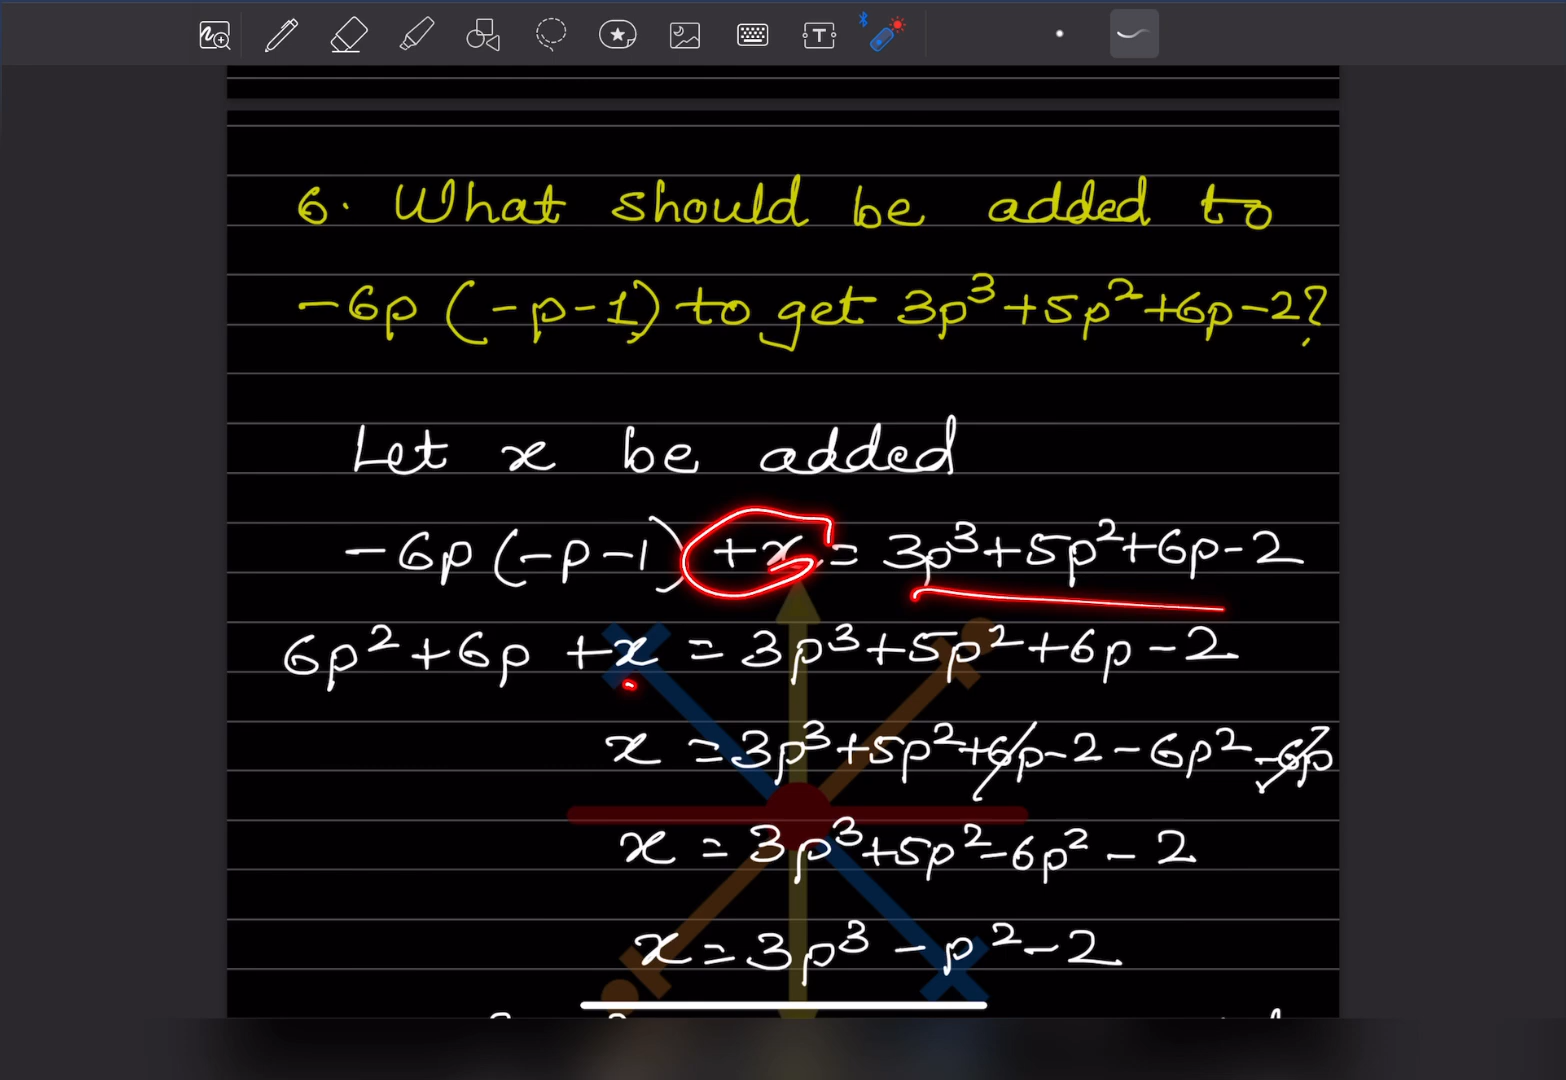 6. What should be added to
-6p (-p-1) to get 3p³+5p²+6p-2?
Let x be added
-6p (-p-1) +x = 3p³+5p²+6p-2
6p²+6p +x = 3p³+5p²+6p-2
x = 3p³+5p²+6p-2-6p²-6p
x = 3p³+5p²-6p²-2
x = 3p³-p²-2